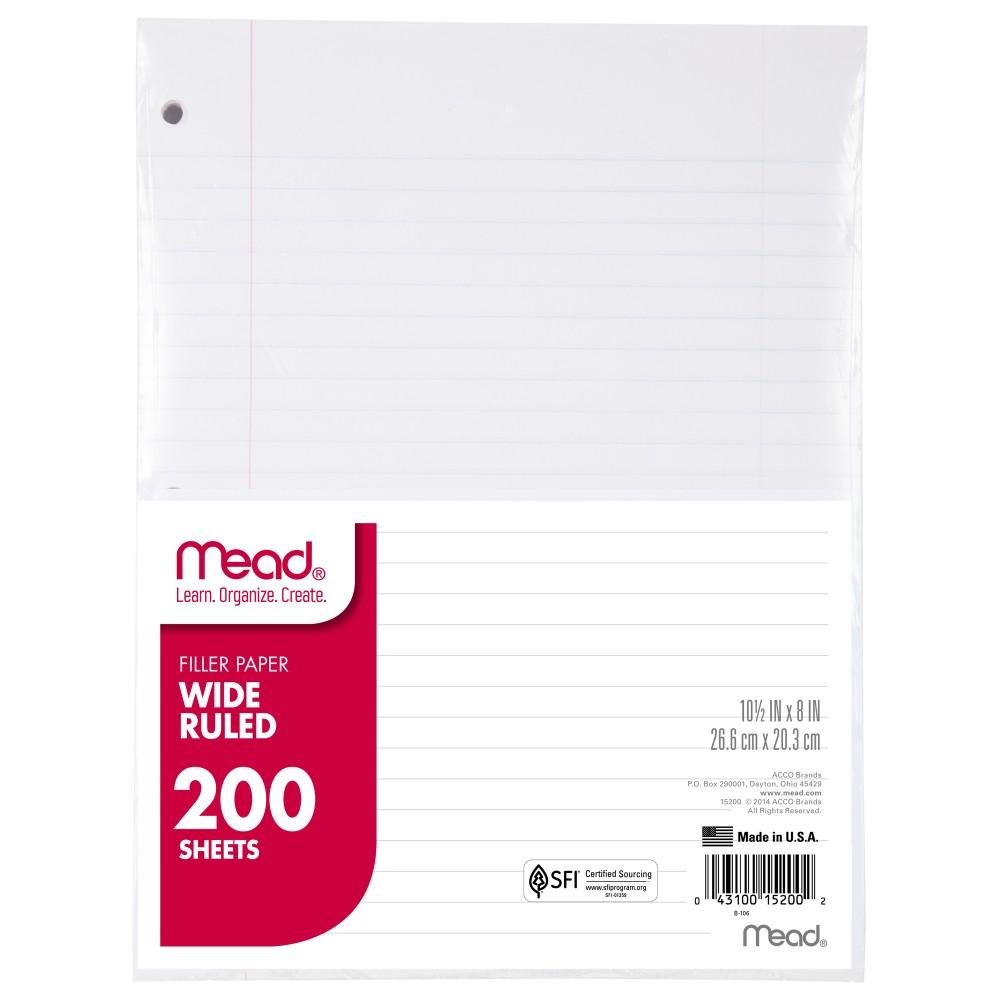 Mead®
Learn. Organize. Create.
FILLER PAPER
WIDE
RULED
200
SHEETS
10½ IN x 8 IN
26.6 cm x 20.3 cm
ACCO Brands
P.O. Box 290001, Dayton, Ohio 45429
www.mead.com
15200 © 2014 ACCO Brands
All Rights Reserved.
Made in U.S.A.
SFI
Certified Sourcing
www.sfiprogram.org
SFI-01359
0 43100 15200 2
B-106
Mead®